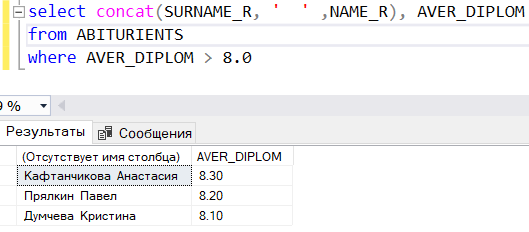 select concat(SURNAME_R, '  ' ,NAME_R), AVER_DIPLOM
from ABITURIENTS
where AVER_DIPLOM > 8.0
9 %
Результаты Сообщения
(Отсутствует имя столбца) AVER_DIPLOM
Кафтанчикова Анастасия 8.30
Прялкин Павел 8.20
Думчева Кристина 8.10